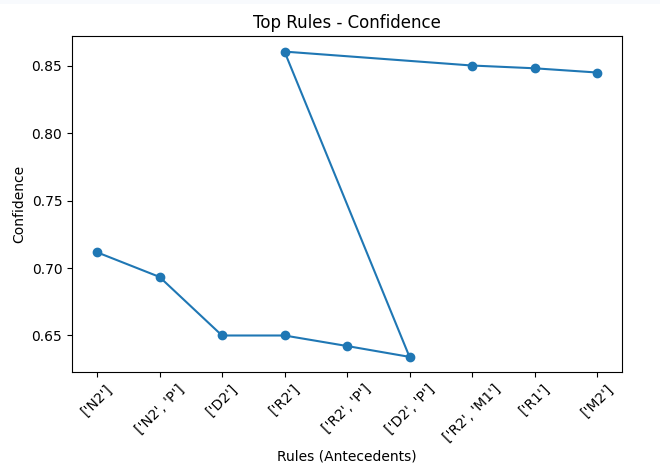 Top Rules - Confidence
0.85
0.80
0.75
0.70
0.65
Confidence
['N2']
['N2', 'P']
['D2']
['R2']
['R2', 'P']
['D2', 'P']
['R2', 'M1']
['R1']
['M2']
Rules (Antecedents)